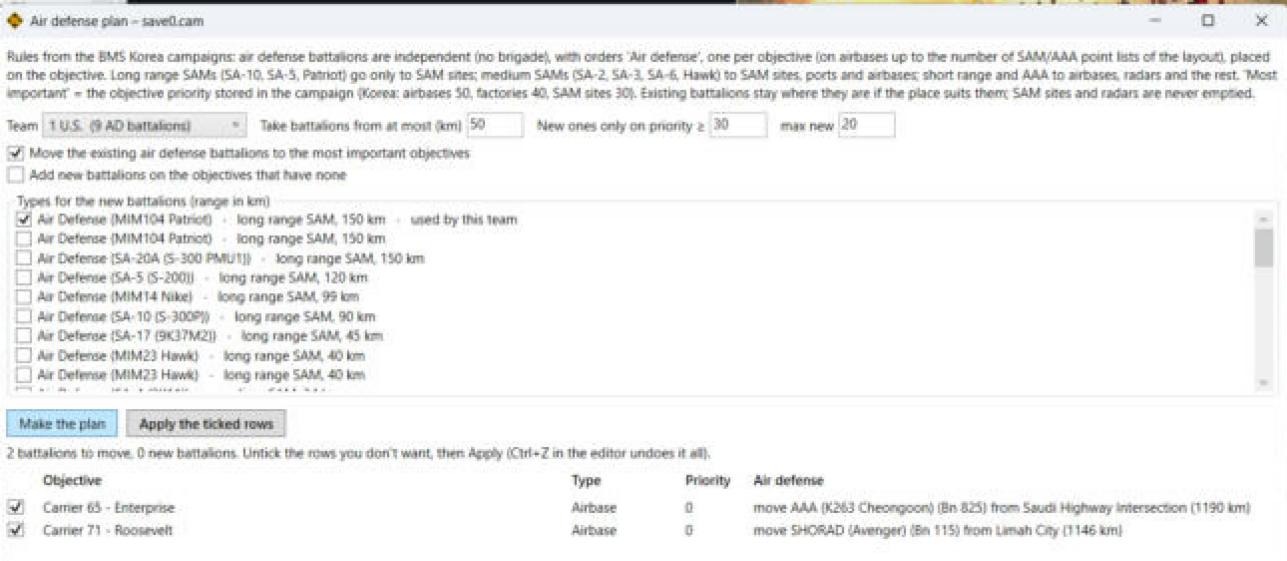 Air defense plan – save0.cam
Rules from the BMS Korea campaigns: air defense battalions are independent (no brigade), with orders 'Air defense', one per objective (on airbases up to the number of SAM/AAA point lists of the layout), placed
on the objective. Long range SAMs (SA-10, SA-5, Patriot) go only to SAM sites; medium SAMs (SA-2, SA-3, SA-6, Hawk) to SAM sites, ports and airbases; short range and AAA to airbases, radars and the rest. 'Most
important' = the objective priority stored in the campaign (Korea: airbases 50, factories 40, SAM sites 30). Existing battalions stay where they are if the place suits them; SAM sites and radars are never emptied.
Team 1 U.S. (9 AD battalions) Take battalions from at most (km) 50 New ones only on priority ≥ 30 max new 20
Move the existing air defense battalions to the most important objectives
Add new battalions on the objectives that have none
Types for the new battalions (range in km)
Air Defense (MIM104 Patriot) - long range SAM, 150 km - used by this team
Air Defense (MIM104 Patriot) - long range SAM, 150 km
Air Defense (SA-20A (S-300 PMU1)) - long range SAM, 150 km
Air Defense (SA-5 (S-200)) - long range SAM, 120 km
Air Defense (MIM14 Nike) - long range SAM, 99 km
Air Defense (SA-10 (S-300P)) - long range SAM, 90 km
Air Defense (SA-17 (9K37M2)) - long range SAM, 45 km
Air Defense (MIM23 Hawk) - long range SAM, 40 km
Air Defense (MIM23 Hawk) - long range SAM, 40 km
Make the plan Apply the ticked rows
2 battalions to move, 0 new battalions. Untick the rows you don't want, then Apply (Ctrl+Z in the editor undoes it all).
Objective Type Priority Air defense
Carrier 65 - Enterprise Airbase 0 move AAA (K263 Cheongoon) (Bn 825) from Saudi Highway Intersection (1190 km)
Carrier 71 - Roosevelt Airbase 0 move SHORAD (Avenger) (Bn 115) from Limah City (1146 km)